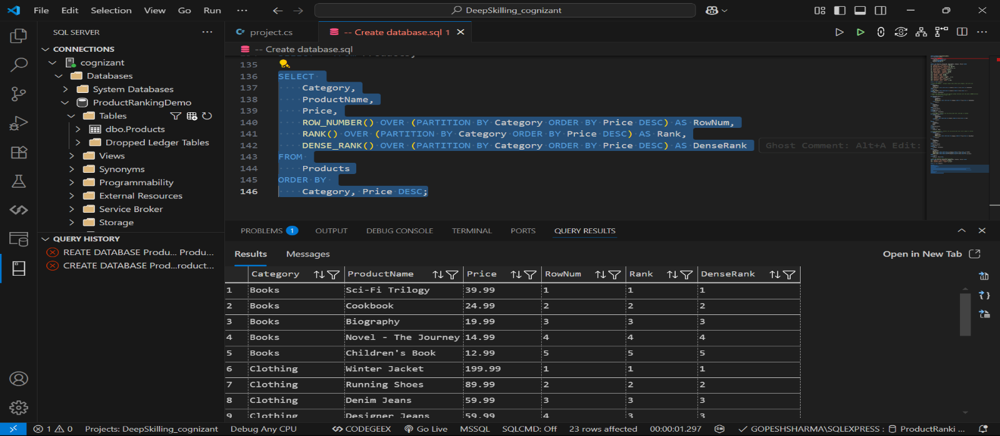 File Edit Selection View Go Run ··· DeepSkilling_cognizant
SQL SERVER ···
CONNECTIONS
cognizant
Databases
System Databases
ProductRankingDemo
Tables
dbo.Products
Dropped Ledger Tables
Views
Synonyms
Programmability
External Resources
Service Broker
Storage
QUERY HISTORY
REATE DATABASE Produ... Produ...
CREATE DATABASE Prod...roduct...
project.cs -- Create database.sql 1
-- Create database.sql
135
136 SELECT
137 Category,
138 ProductName,
139 Price,
140 ROW_NUMBER() OVER (PARTITION BY Category ORDER BY Price DESC) AS RowNum,
141 RANK() OVER (PARTITION BY Category ORDER BY Price DESC) AS Rank,
142 DENSE_RANK() OVER (PARTITION BY Category ORDER BY Price DESC) AS DenseRank Ghost Comment: Alt+A Edit:
143 FROM
144 Products
145 ORDER BY
146 Category, Price DESC;
PROBLEMS 1 OUTPUT DEBUG CONSOLE TERMINAL PORTS QUERY RESULTS
Results Messages Open in New Tab
Category ProductName Price RowNum Rank DenseRank
1 Books Sci-Fi Trilogy 39.99 1 1 1
2 Books Cookbook 24.99 2 2 2
3 Books Biography 19.99 3 3 3
4 Books Novel - The Journey 14.99 4 4 4
5 Books Children's Book 12.99 5 5 5
6 Clothing Winter Jacket 199.99 1 1 1
7 Clothing Running Shoes 89.99 2 2 2
8 Clothing Denim Jeans 59.99 3 3 3
9 Clothing Designer Jeans 59.99 4 3 3
1 0 Projects: DeepSkilling_cognizant Debug Any CPU CODEGEEX Go Live MSSQL SQLCMD: Off 23 rows affected 00:00:01.297 GOPESHSHARMA\SQLEXPRESS : ProductRanki ...